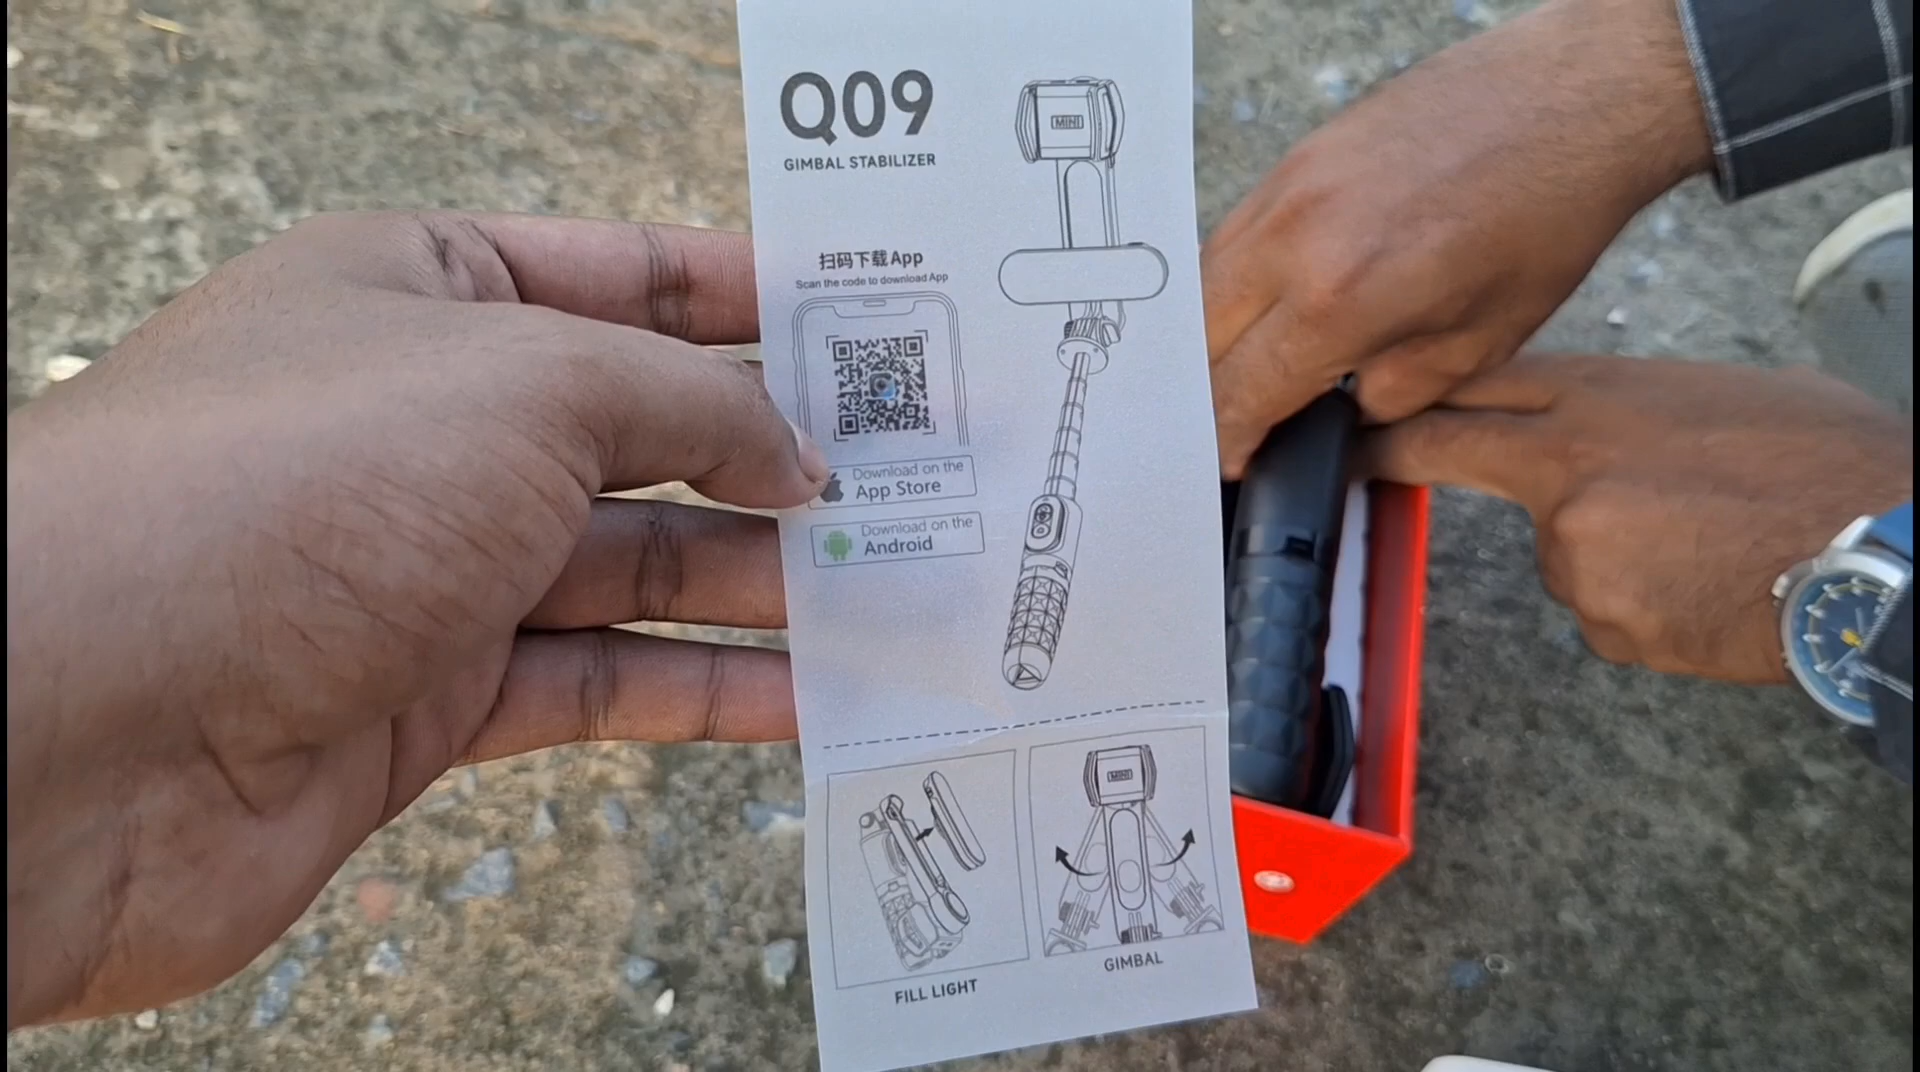 Q09
GIMBAL STABILIZER
MINI
扫码下载App
Scan the code to download App
Download on the
App Store
Download on the
Android
MINI
FILL LIGHT
GIMBAL